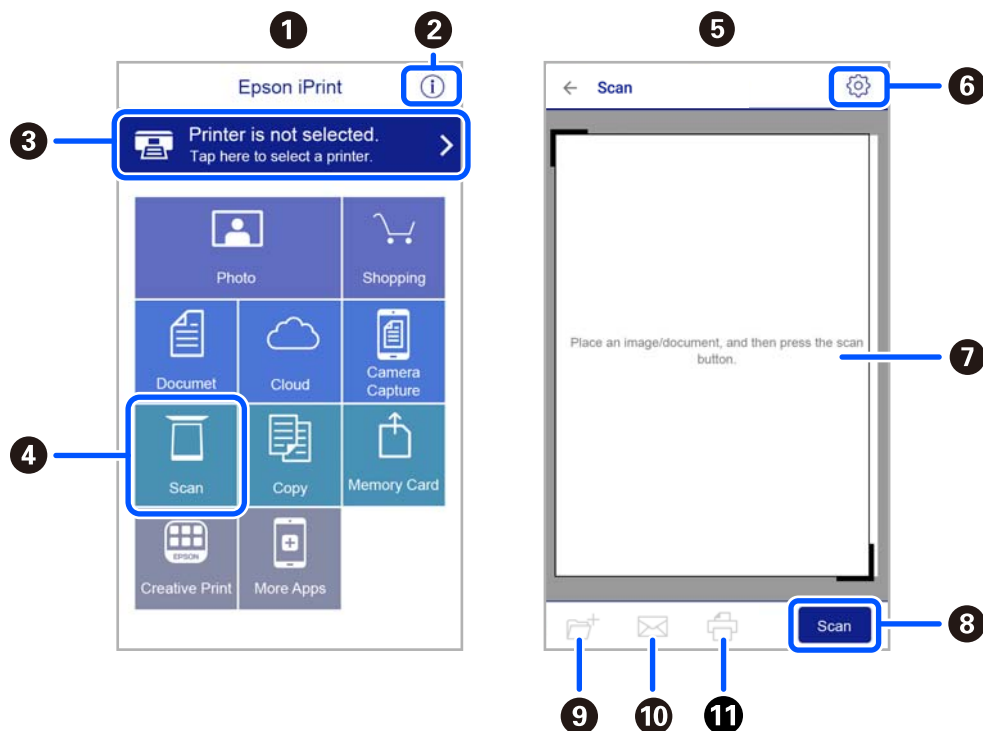 1
2
5
Epson iPrint
i
Scan
6
3
Printer is not selected.
Tap here to select a printer.
Photo
Shopping
Place an image/document, and then press the scan
button.
7
Documet
Cloud
Camera
Capture
4
Scan
Copy
Memory Card
EPSON
Creative Print
More Apps
Scan
8
9
10
11